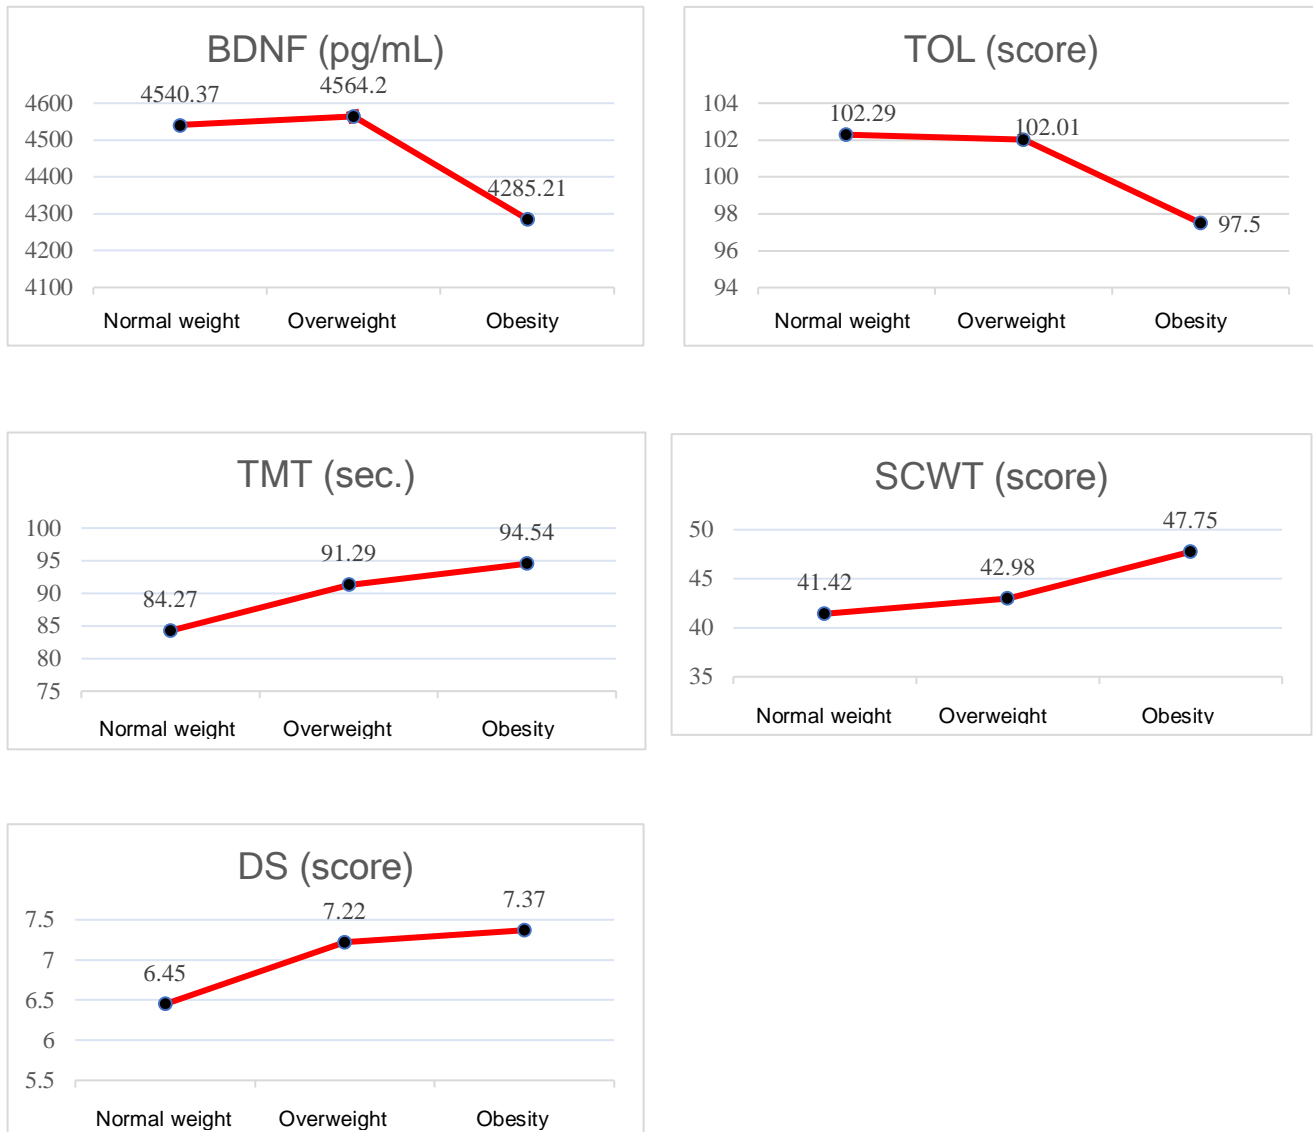 BDNF (pg/mL)
4540.37
4564.2
4285.21
4600
4500
4400
4300
4200
4100
Normal weight
Overweight
Obesity
TOL (score)
102.29
102.01
97.5
104
102
100
98
96
94
Normal weight
Overweight
Obesity
TMT (sec.)
84.27
91.29
94.54
100
95
90
85
80
75
Normal weight
Overweight
Obesity
SCWT (score)
41.42
42.98
47.75
50
45
40
35
Normal weight
Overweight
Obesity
DS (score)
6.45
7.22
7.37
7.5
7
6.5
6
5.5
Normal weight
Overweight
Obesity